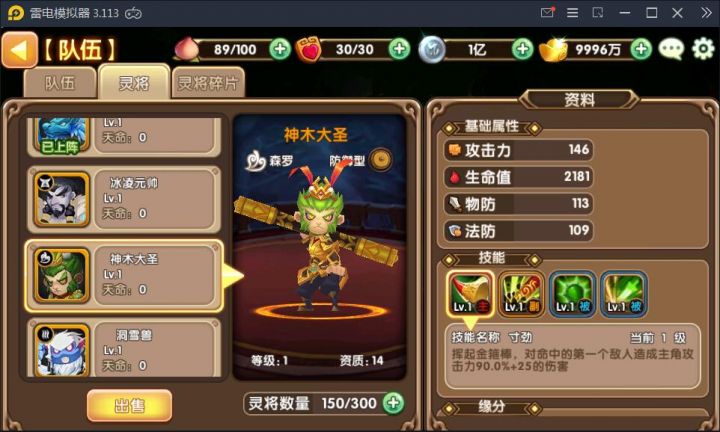 雷电模拟器 3.113
【队伍】
89/100
30/30
1亿
9996万
队伍
灵将
灵将碎片
Lv.1
天命：0
已上阵
冰凌元帅
Lv.1
天命：0
神木大圣
Lv.1
天命：0
洞雪兽
Lv.1
天命：0
出售
神木大圣
森罗
防御型
等级：1
资质：14
灵将数量 150/300
资料
基础属性
攻击力 146
生命值 2181
物防 113
法防 109
技能
Lv.1 主
Lv.1 副
Lv.1 被
Lv.1 被
技能名称 寸劲
当前 1 级
挥起金箍棒，对命中的第一个敌人造成主角攻
击力90.0%+25的伤害
缘分